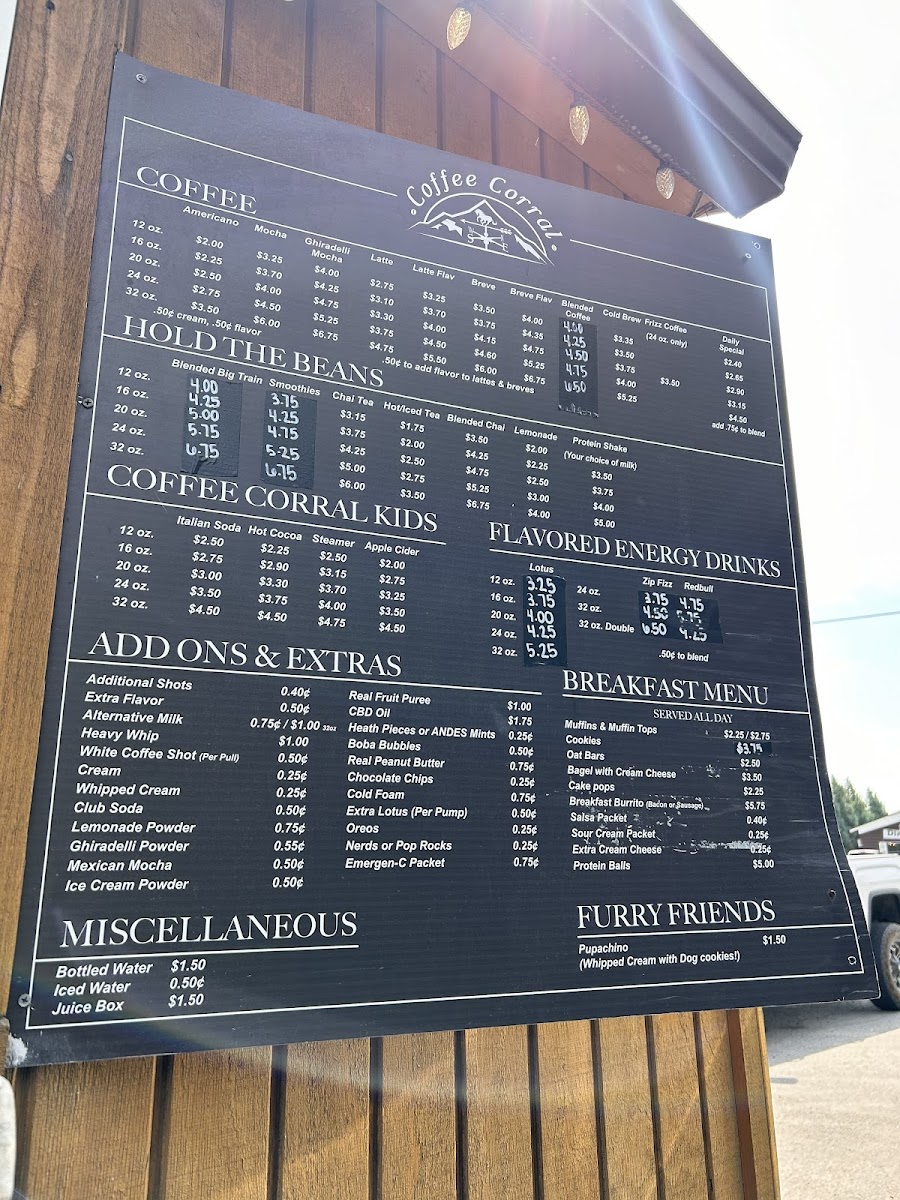 Coffee Corral
COFFEE
Americano Mocha Ghiradelli Mocha Latte Latte Flav Breve Breve Flav Blended Coffee Cold Brew Frizz Coffee (24 oz. only) Daily Special
12 oz. $2.00 $3.25 $4.00 $2.75 $3.25 $3.50 $4.00 4.00 $3.35 $2.40
16 oz. $2.25 $3.70 $4.25 $3.10 $3.70 $3.75 $4.35 4.25 $3.50 $2.65
20 oz. $2.50 $4.00 $4.75 $3.30 $4.00 $4.15 $4.75 4.50 $3.75 $2.90
24 oz. $2.75 $4.50 $5.25 $3.75 $4.50 $4.60 $5.25 4.75 $4.00 $3.50 $3.15
32 oz. $3.50 $6.00 $6.75 $4.75 $5.50 $6.00 $6.75 6.50 $5.25 $4.50
.50¢ cream, .50¢ flavor
.50¢ to add flavor to lattes & breves
add .75¢ to blend
HOLD THE BEANS
Blended Big Train Smoothies Chai Tea Hot/Iced Tea Blended Chai Lemonade Protein Shake
(Your choice of milk)
12 oz. 4.00 3.75 $3.15 $1.75 $3.50 $2.00 $3.50
16 oz. 4.25 4.25 $3.75 $2.00 $4.25 $2.25 $3.75
20 oz. 5.00 4.75 $4.25 $2.50 $4.75 $2.50 $4.00
24 oz. 5.75 5.25 $5.00 $2.75 $5.25 $3.00 $5.00
32 oz. 6.75 6.75 $6.00 $3.50 $6.75 $4.00
COFFEE CORRAL KIDS
Italian Soda Hot Cocoa Steamer Apple Cider
12 oz. $2.50 $2.25 $2.50 $2.00
16 oz. $2.75 $2.90 $3.15 $2.75
20 oz. $3.00 $3.30 $3.70 $3.25
24 oz. $3.50 $3.75 $4.00 $3.50
32 oz. $4.50 $4.50 $4.75 $4.50
FLAVORED ENERGY DRINKS
Lotus
12 oz. 3.25
16 oz. 3.75
20 oz. 4.00
24 oz. 4.25
32 oz. 5.25
Zip Fizz Redbull
24 oz. 3.75 4.75
32 oz. 4.50
32 oz. Double 6.50
.50¢ to blend
ADD ONS & EXTRAS
Additional Shots 0.40¢
Extra Flavor 0.50¢
Alternative Milk 0.75¢ / $1.00 32oz
Heavy Whip $1.00
White Coffee Shot (Per Pull) 0.50¢
Cream 0.25¢
Whipped Cream 0.25¢
Club Soda 0.50¢
Lemonade Powder 0.75¢
Ghiradelli Powder 0.55¢
Mexican Mocha 0.50¢
Ice Cream Powder 0.50¢
Real Fruit Puree $1.00
CBD Oil $1.75
Heath Pieces or ANDES Mints 0.25¢
Boba Bubbles 0.50¢
Real Peanut Butter 0.75¢
Chocolate Chips 0.25¢
Cold Foam 0.75¢
Extra Lotus (Per Pump) 0.50¢
Oreos 0.25¢
Nerds or Pop Rocks 0.25¢
Emergen-C Packet 0.75¢
BREAKFAST MENU
SERVED ALL DAY
Muffins & Muffin Tops $2.25 / $2.75
Cookies $3.75
Oat Bars $2.50
Bagel with Cream Cheese $3.50
Cake pops $2.25
Breakfast Burrito (Bacon or Sausage) $5.75
Salsa Packet 0.40¢
Sour Cream Packet 0.25¢
Extra Cream Cheese 0.25¢
Protein Balls $5.00
MISCELLANEOUS
Bottled Water $1.50
Iced Water 0.50¢
Juice Box $1.50
FURRY FRIENDS
Pupachino $1.50
(Whipped Cream with Dog cookies!)